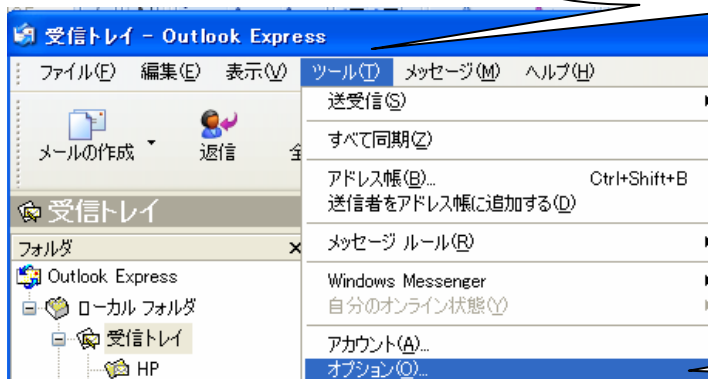 受信トレイ - Outlook Express
ファイル(F) 編集(E) 表示(V) ツール(T) メッセージ(M) ヘルプ(H)
メールの作成 返信 全
送受信(S)
すべて同期(Z)
アドレス帳(B)... Ctrl+Shift+B
送信者をアドレス帳に追加する(D)
メッセージ ルール(R)
Windows Messenger
自分のオンライン状態(Y)
アカウント(A)...
オプション(O)...
受信トレイ
フォルダ
Outlook Express
ローカル フォルダ
受信トレイ
HP